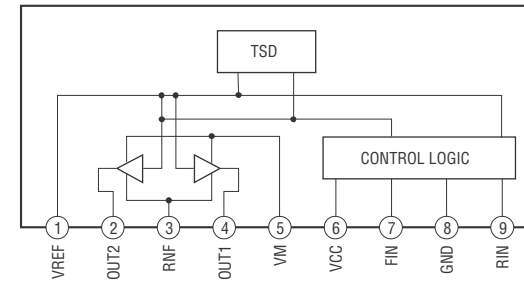 TSD
CONTROL LOGIC
1 2 3 4 5 6 7 8 9
VREF OUT2 RNF OUT1 VM VCC FIN GND RIN